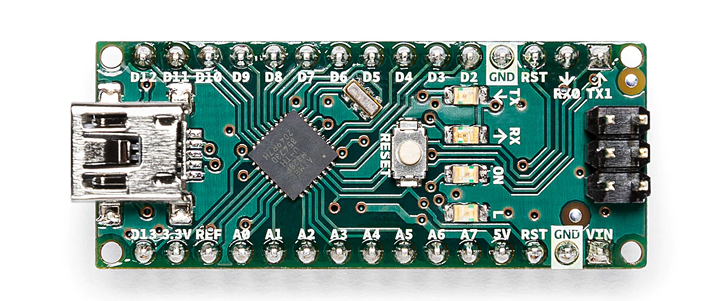 D12 D11 D10 D9 D8 D7 D6 D5 D4 D3 D2 GND RST RX0 TX1
TX
RX
RESET
ON
L
D13 3.3V REF A0 A1 A2 A3 A4 A5 A6 A7 5V RST GND VIN